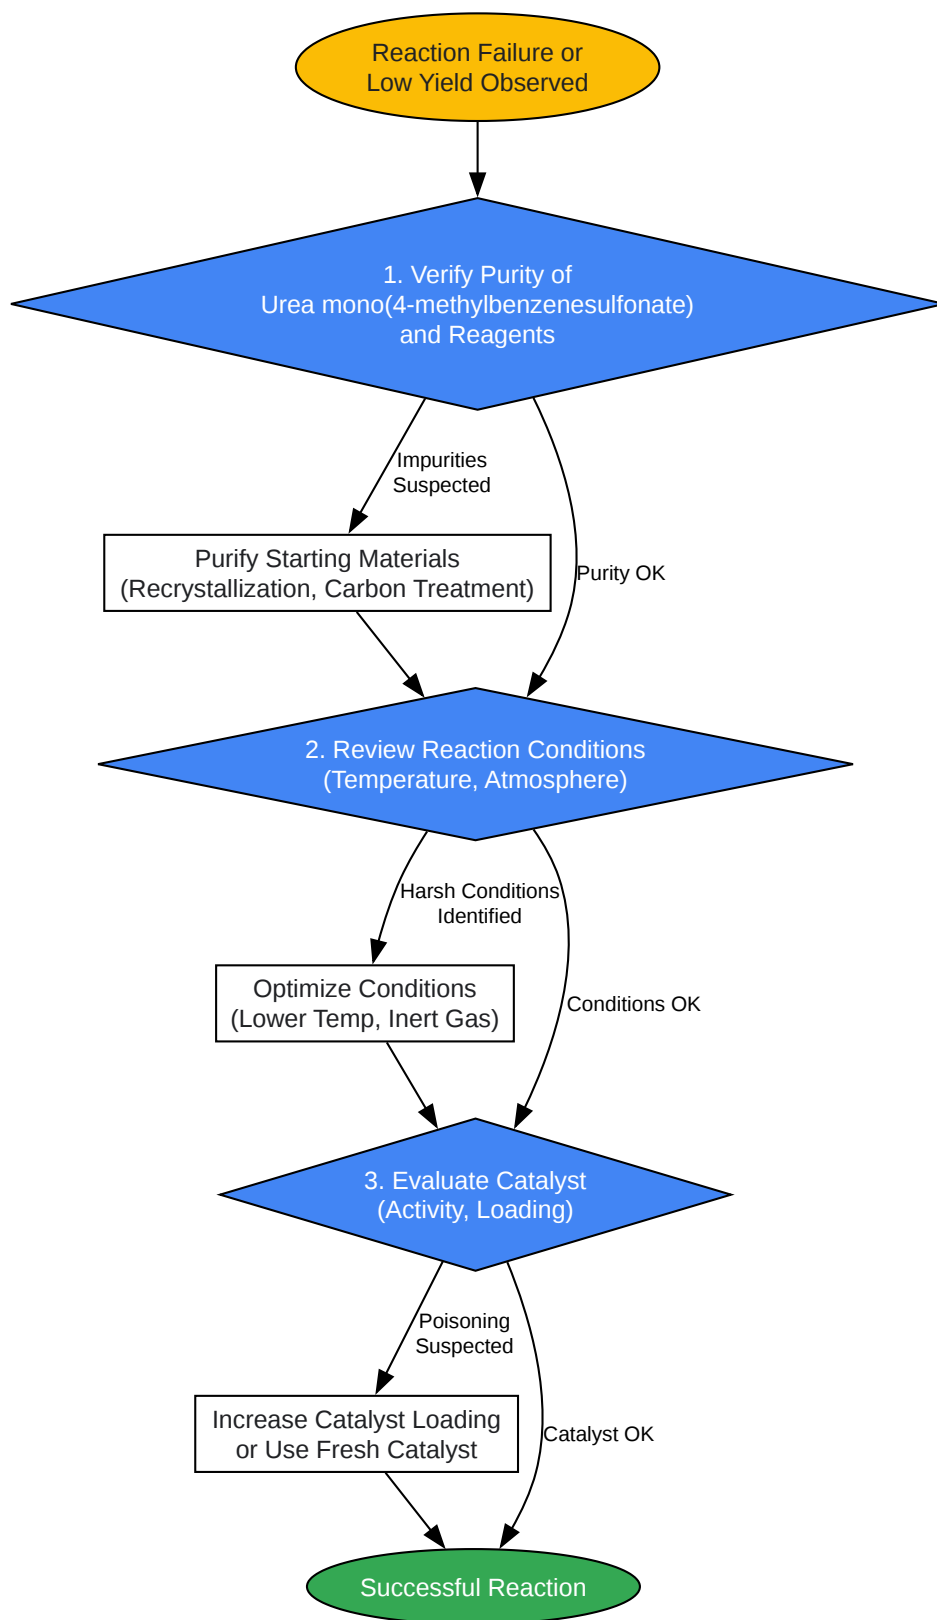 Reaction Failure or
Low Yield Observed
1. Verify Purity of
Urea mono(4-methylbenzenesulfonate)
and Reagents
Impurities
Suspected
Purify Starting Materials
(Recrystallization, Carbon Treatment)
Purity OK
2. Review Reaction Conditions
(Temperature, Atmosphere)
Harsh Conditions
Identified
Optimize Conditions
(Lower Temp, Inert Gas)
Conditions OK
3. Evaluate Catalyst
(Activity, Loading)
Poisoning
Suspected
Increase Catalyst Loading
or Use Fresh Catalyst
Catalyst OK
Successful Reaction